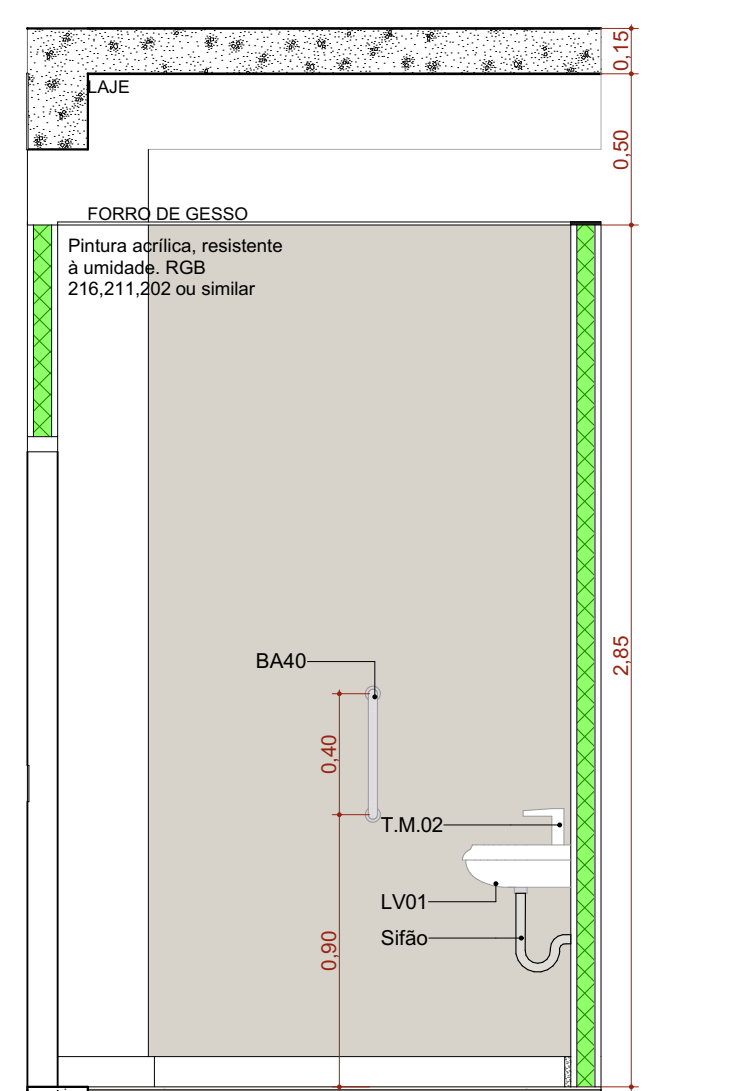 0,15
LAJE
0,50
FORRO DE GESSO
Pintura acrílica, resistente
à umidade. RGB
216,211,202 ou similar
2,85
BA40
0,40
T.M.02
LV01
Sifão
0,90